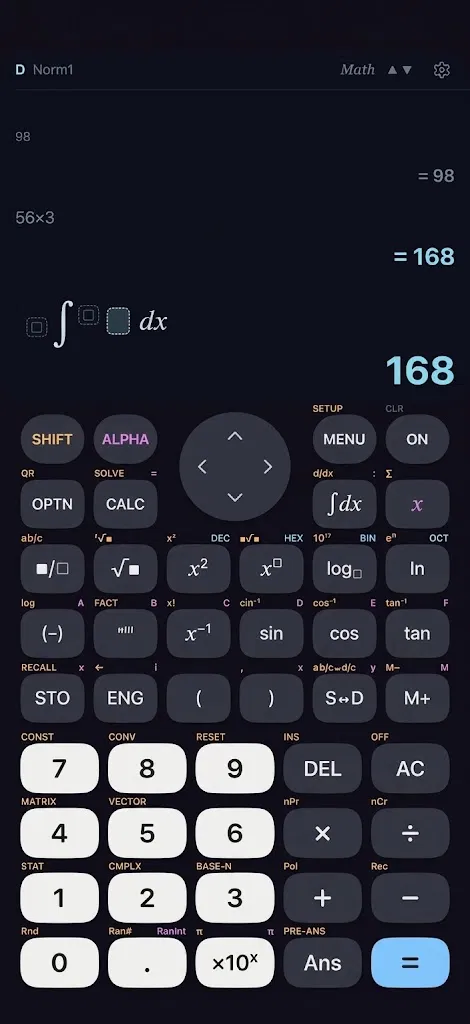 D Norm1 Math ▲ ▼
98
= 98
56×3
= 168
∫ dx
168
SETUP CLR
SHIFT ALPHA MENU ON
QR SOLVE = d/dx : Σ
OPTN CALC ∫dx x
ab/c ʳ√■ x³ DEC ■√■ HEX 10¹⁷ BIN eⁿ OCT
■/□ √■ x² x□ log□ ln
log A FACT B x! C cin⁻¹ D cos⁻¹ E tan⁻¹ F
(−) "ııı x⁻¹ sin cos tan
RECALL x ← i , x ab/c↔d/c y M− M
STO ENG ( ) S↔D M+
CONST CONV RESET INS OFF
7 8 9 DEL AC
MATRIX VECTOR nPr nCr
4 5 6 × ÷
STAT CMPLX BASE-N Pol Rec
1 2 3 + −
Rnd Ran# RanInt π π PRE-ANS
0 . ×10ˣ Ans =